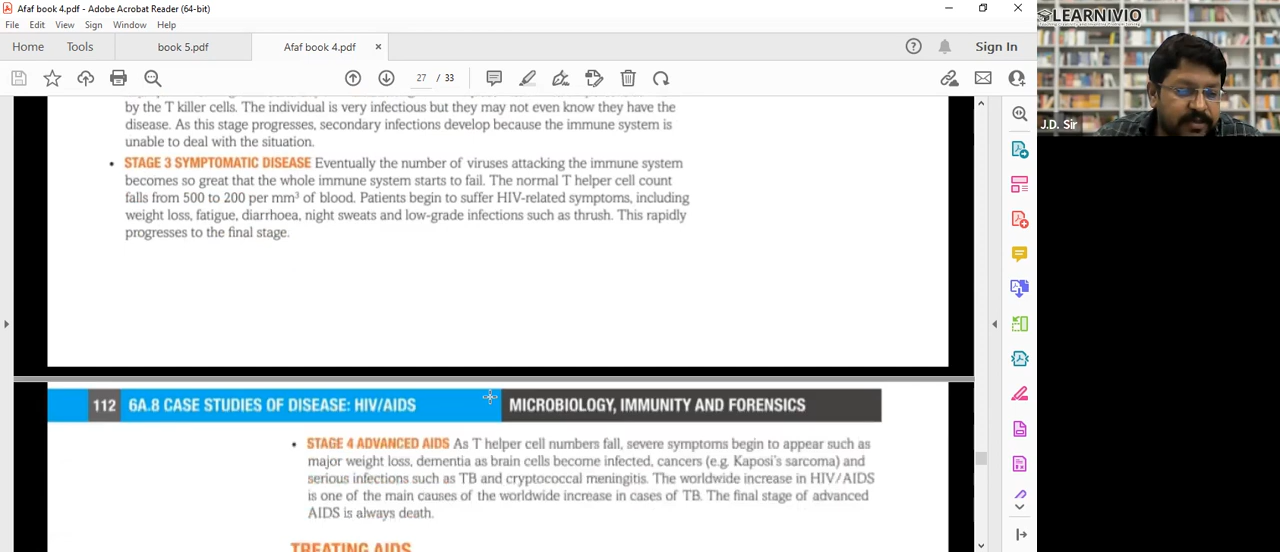 Afaf book 4.pdf - Adobe Acrobat Reader (64-bit)
File Edit View Sign Window Help
Home Tools book 5.pdf Afaf book 4.pdf × Sign In
27 / 33
LEARNIVIO
J.D. Sir
by the T killer cells. The individual is very infectious but they may not even know they have the
disease. As this stage progresses, secondary infections develop because the immune system is
unable to deal with the situation.
• STAGE 3 SYMPTOMATIC DISEASE Eventually the number of viruses attacking the immune system
becomes so great that the whole immune system starts to fail. The normal T helper cell count
falls from 500 to 200 per mm³ of blood. Patients begin to suffer HIV-related symptoms, including
weight loss, fatigue, diarrhoea, night sweats and low-grade infections such as thrush. This rapidly
progresses to the final stage.
112 6A.8 CASE STUDIES OF DISEASE: HIV/AIDS MICROBIOLOGY, IMMUNITY AND FORENSICS
• STAGE 4 ADVANCED AIDS As T helper cell numbers fall, severe symptoms begin to appear such as
major weight loss, dementia as brain cells become infected, cancers (e.g. Kaposi's sarcoma) and
serious infections such as TB and cryptococcal meningitis. The worldwide increase in HIV/AIDS
is one of the main causes of the worldwide increase in cases of TB. The final stage of advanced
AIDS is always death.
TREATING AIDS